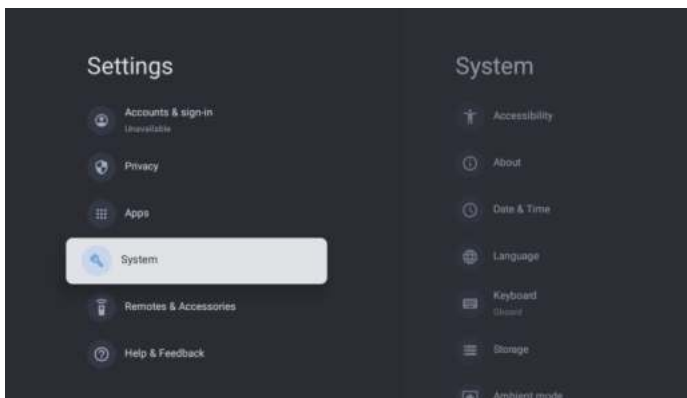 Settings
Accounts & sign-in
Unavailable
Privacy
Apps
System
Remotes & Accessories
Help & Feedback
System
Accessibility
About
Date & Time
Language
Keyboard
Gboard
Storage
Ambient mode